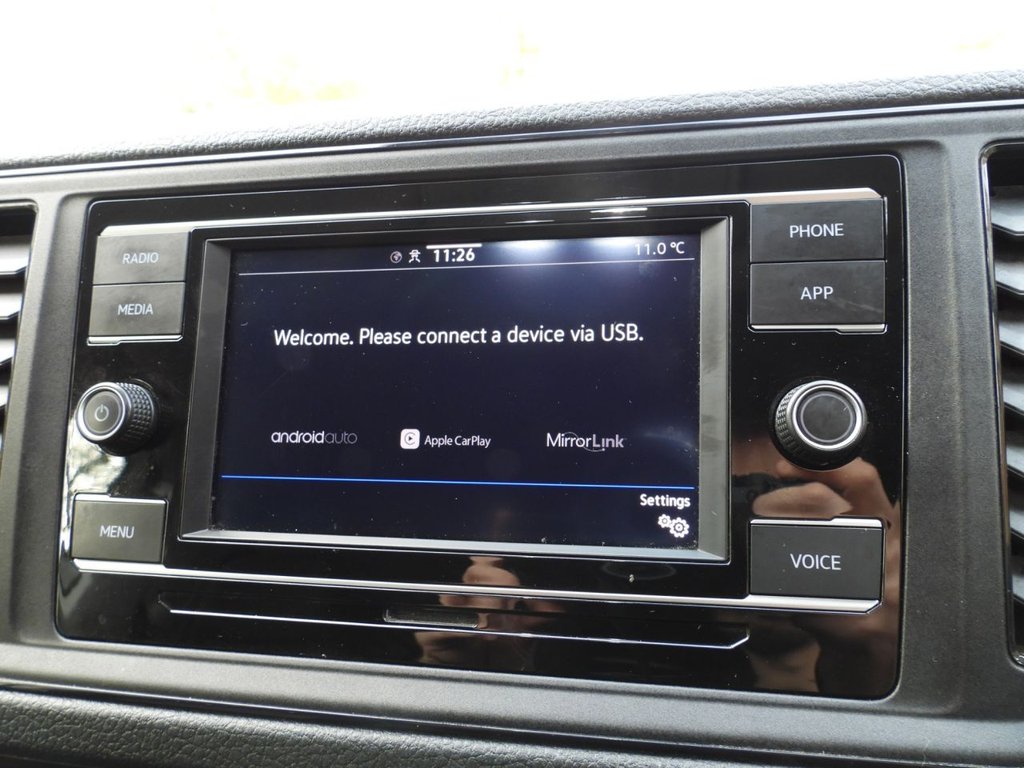 RADIO
MEDIA
MENU
11:26
11.0 °C
Welcome. Please connect a device via USB.
androidauto
Apple CarPlay
MirrorLink
Settings
PHONE
APP
VOICE